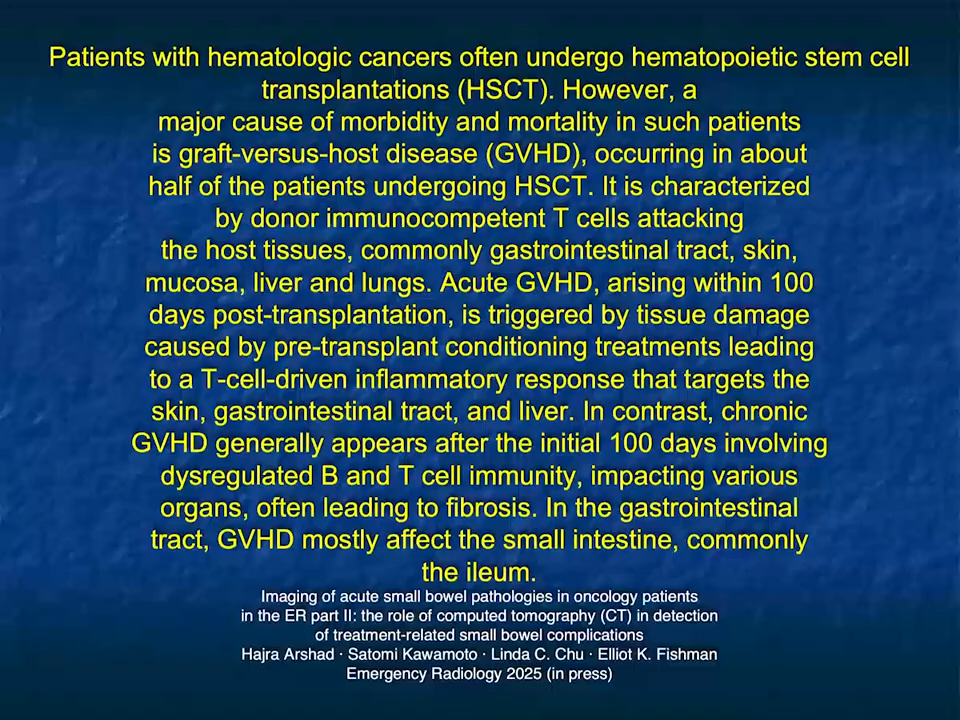 Patients with hematologic cancers often undergo hematopoietic stem cell
transplantations (HSCT). However, a
major cause of morbidity and mortality in such patients
is graft-versus-host disease (GVHD), occurring in about
half of the patients undergoing HSCT. It is characterized
by donor immunocompetent T cells attacking
the host tissues, commonly gastrointestinal tract, skin,
mucosa, liver and lungs. Acute GVHD, arising within 100
days post-transplantation, is triggered by tissue damage
caused by pre-transplant conditioning treatments leading
to a T-cell-driven inflammatory response that targets the
skin, gastrointestinal tract, and liver. In contrast, chronic
GVHD generally appears after the initial 100 days involving
dysregulated B and T cell immunity, impacting various
organs, often leading to fibrosis. In the gastrointestinal
tract, GVHD mostly affect the small intestine, commonly
the ileum.
Imaging of acute small bowel pathologies in oncology patients
in the ER part II: the role of computed tomography (CT) in detection
of treatment-related small bowel complications
Hajra Arshad · Satomi Kawamoto · Linda C. Chu · Elliot K. Fishman
Emergency Radiology 2025 (in press)